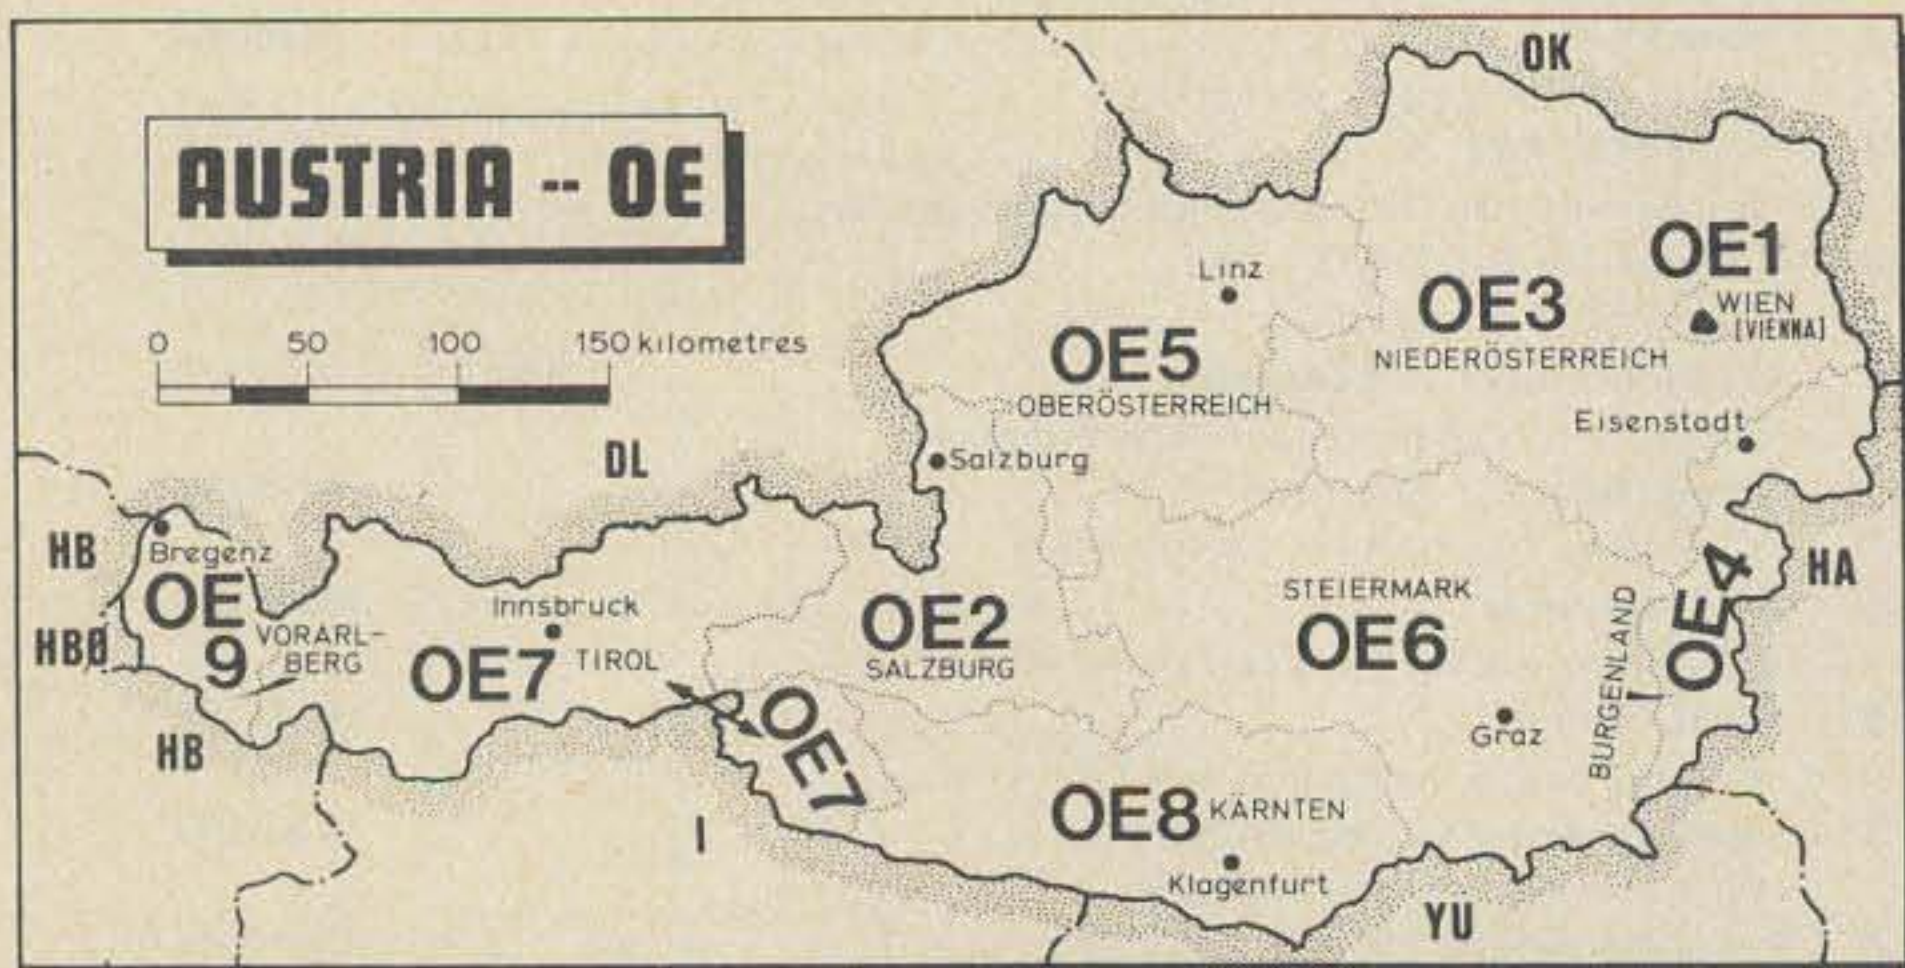 AUSTRIA -- OE
0 50 100 150 kilometres
OK
OE1
WIEN
[VIENNA]
Linz
OE3
NIEDERÖSTERREICH
OE5
OBERÖSTERREICH
Eisenstadt
Salzburg
DL
HB
Bregenz
OE
9
VORARL-
BERG
HBØ
HB
Innsbruck
OE7 TIROL
OE7
OE2
SALZBURG
STEIERMARK
OE6
Graz
BURGENLAND
OE4
HA
I
OE8 KÄRNTEN
Klagenfurt
YU